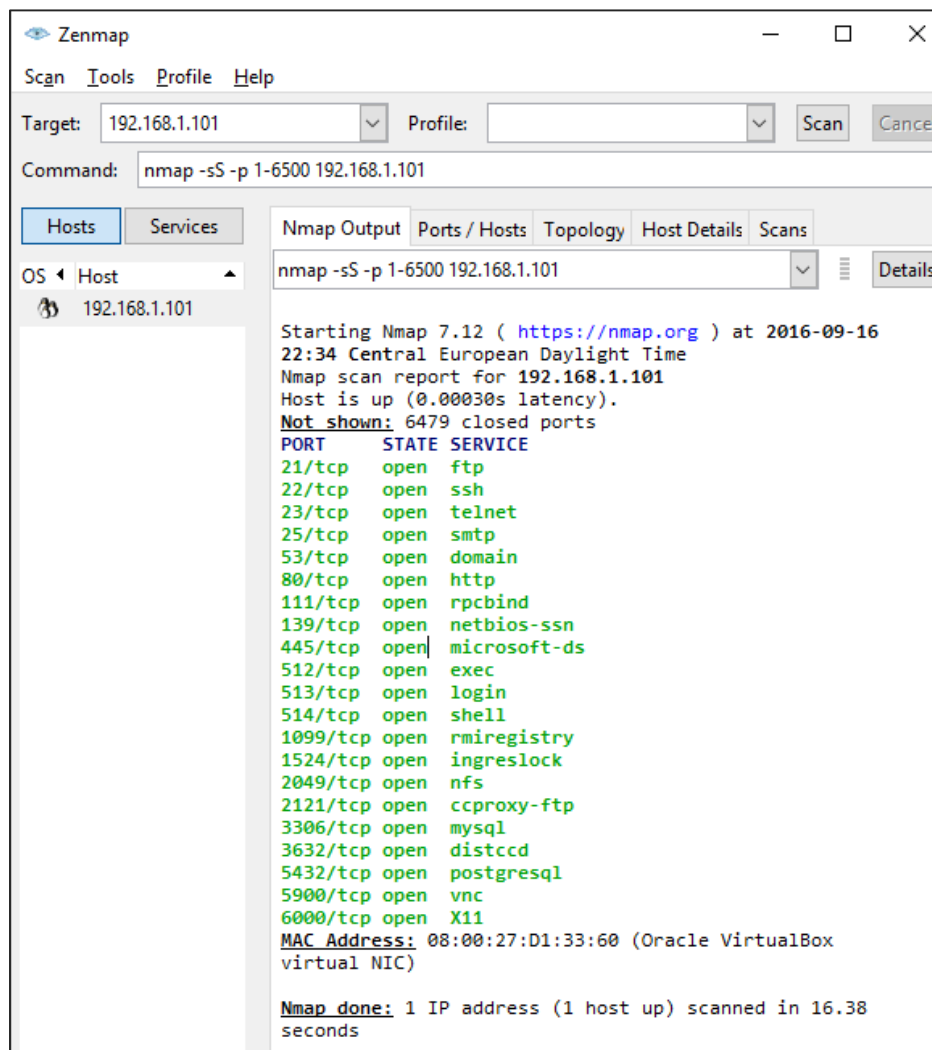 Zenmap
Scan Tools Profile Help
Target: 192.168.1.101 Profile: Scan Cance
Command: nmap -sS -p 1-6500 192.168.1.101
Hosts Services
OS Host
192.168.1.101
Nmap Output Ports / Hosts Topology Host Details Scans
nmap -sS -p 1-6500 192.168.1.101 Details
Starting Nmap 7.12 ( https://nmap.org ) at 2016-09-16
22:34 Central European Daylight Time
Nmap scan report for 192.168.1.101
Host is up (0.00030s latency).
Not shown: 6479 closed ports
PORT STATE SERVICE
21/tcp open ftp
22/tcp open ssh
23/tcp open telnet
25/tcp open smtp
53/tcp open domain
80/tcp open http
111/tcp open rpcbind
139/tcp open netbios-ssn
445/tcp open microsoft-ds
512/tcp open exec
513/tcp open login
514/tcp open shell
1099/tcp open rmiregistry
1524/tcp open ingreslock
2049/tcp open nfs
2121/tcp open ccproxy-ftp
3306/tcp open mysql
3632/tcp open distccd
5432/tcp open postgresql
5900/tcp open vnc
6000/tcp open X11
MAC Address: 08:00:27:D1:33:60 (Oracle VirtualBox
virtual NIC)
Nmap done: 1 IP address (1 host up) scanned in 16.38
seconds